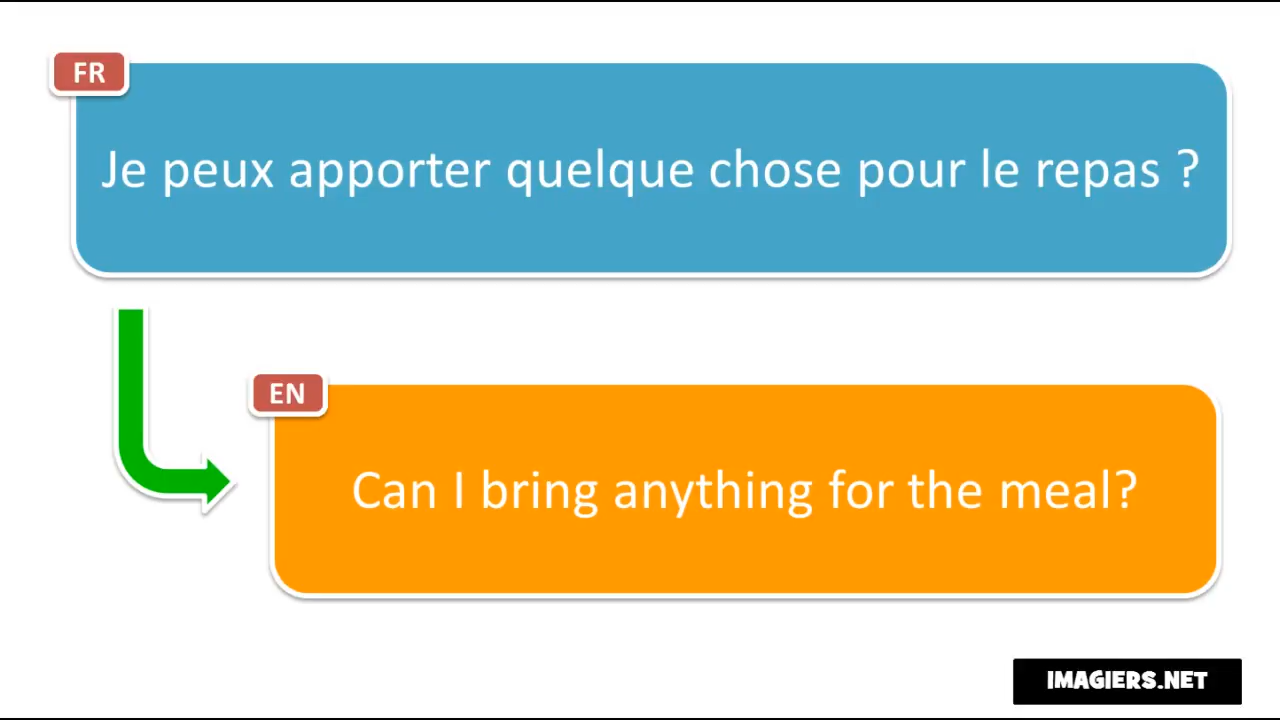 FR
Je peux apporter quelque chose pour le repas ?
EN
Can I bring anything for the meal?
IMAGIERS.NET